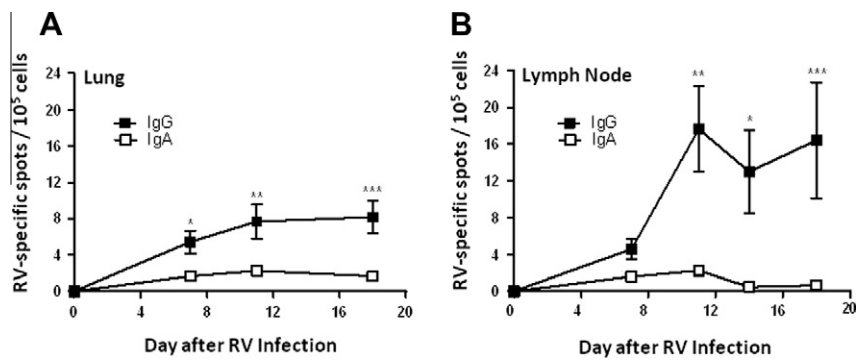 A
RV-specific spots / 10⁵ cells
24
20
16
12
8
4
0
Lung
IgG
IgA
*
**
***
0
4
8
12
16
20
Day after RV Infection
B
RV-specific spots / 10⁵ cells
24
20
16
12
8
4
0
Lymph Node
IgG
IgA
**
*
***
0
4
8
12
16
20
Day after RV Infection